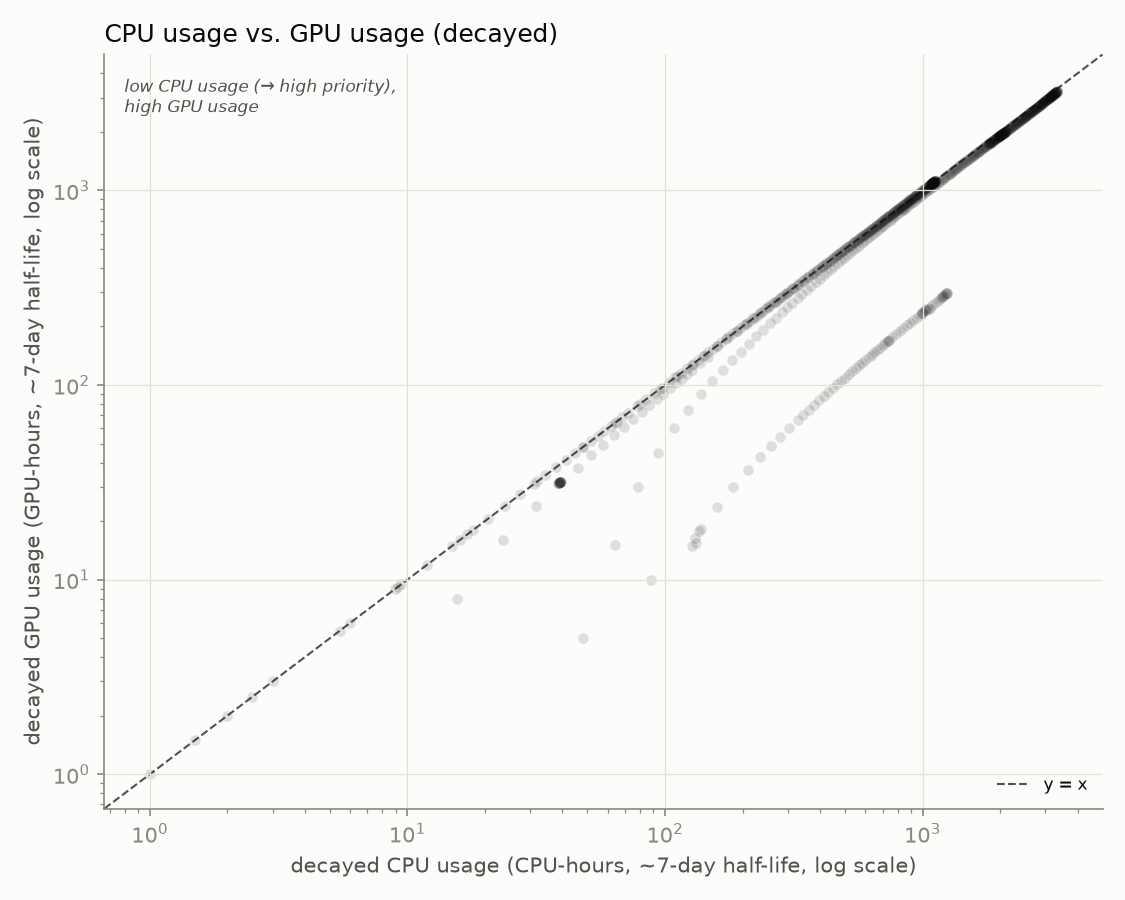 CPU usage vs. GPU usage (decayed)
low CPU usage (→ high priority),
high GPU usage
decayed GPU usage (GPU-hours, ~7-day half-life, log scale)
10³
10²
10¹
10⁰
y = x
10⁰ 10¹ 10² 10³
decayed CPU usage (CPU-hours, ~7-day half-life, log scale)